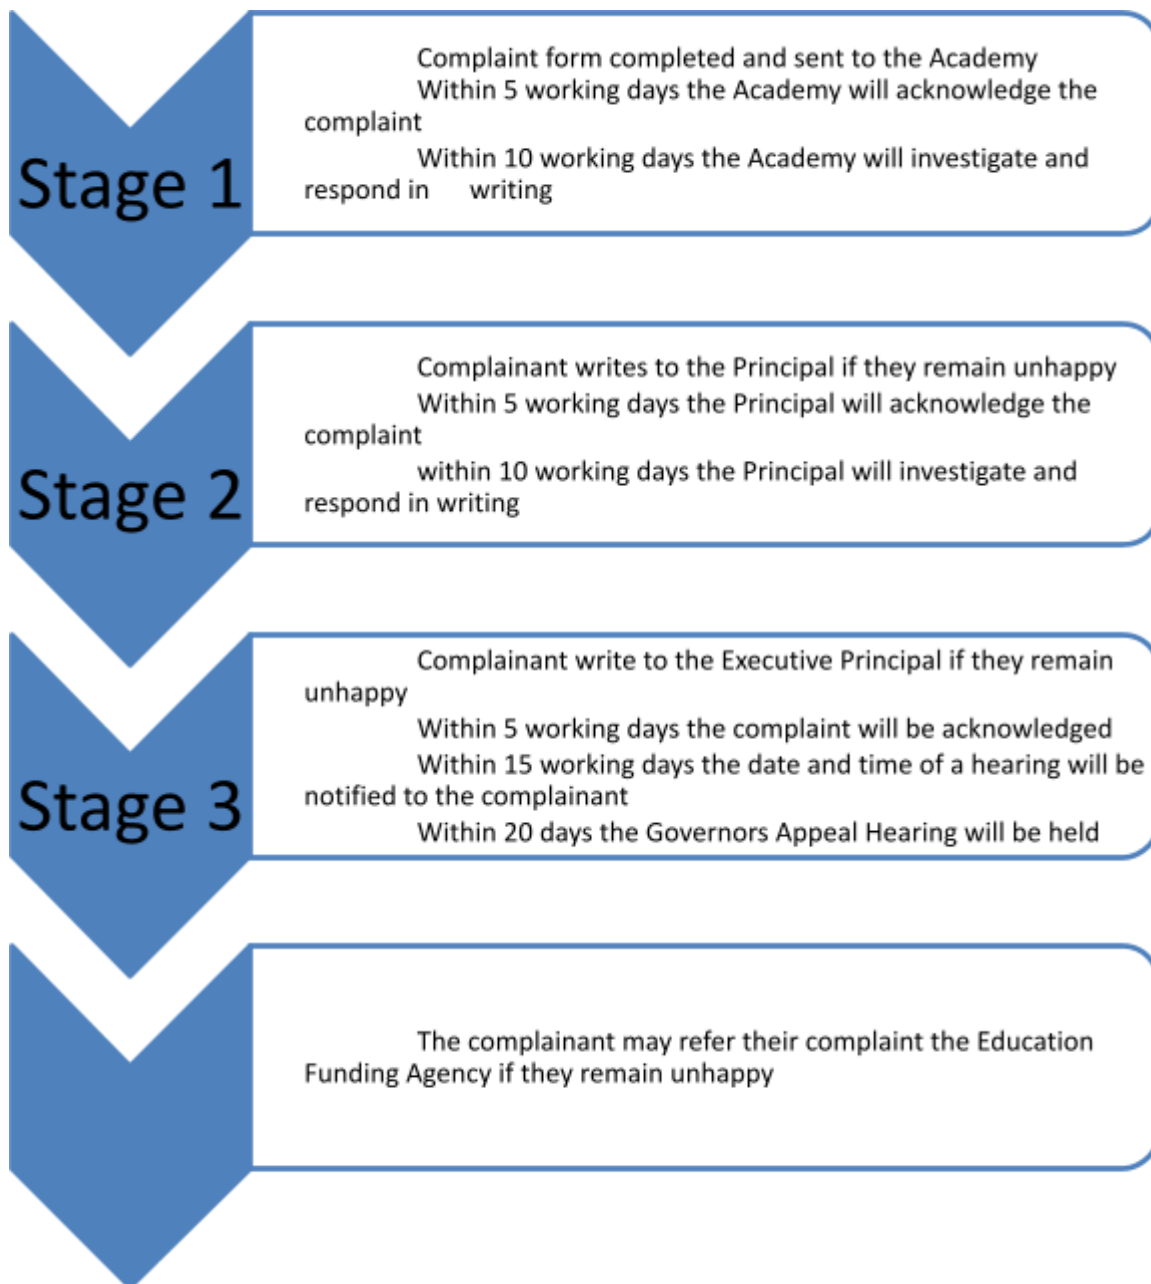 Stage 1
Complaint form completed and sent to the Academy
Within 5 working days the Academy will acknowledge the
complaint
Within 10 working days the Academy will investigate and
respond in writing
Stage 2
Complainant writes to the Principal if they remain unhappy
Within 5 working days the Principal will acknowledge the
complaint
within 10 working days the Principal will investigate and
respond in writing
Stage 3
Complainant write to the Executive Principal if they remain
unhappy
Within 5 working days the complaint will be acknowledged
Within 15 working days the date and time of a hearing will be
notified to the complainant
Within 20 days the Governors Appeal Hearing will be held
The complainant may refer their complaint the Education
Funding Agency if they remain unhappy